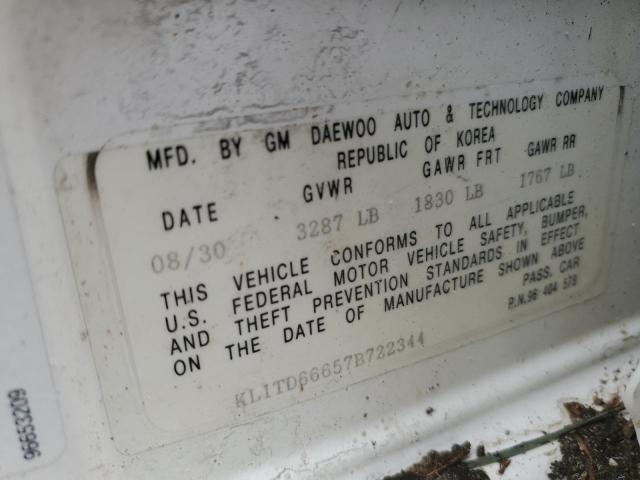 MFD. BY GM DAEWOO AUTO & TECHNOLOGY COMPANY
REPUBLIC OF KOREA
DATE GVWR GAWR FRT GAWR RR
08/30 3287 LB 1830 LB 1767 LB
THIS VEHICLE CONFORMS TO ALL APPLICABLE
U.S. FEDERAL MOTOR VEHICLE SAFETY, BUMPER,
AND THEFT PREVENTION STANDARDS IN EFFECT
ON THE DATE OF MANUFACTURE SHOWN ABOVE
PASS. CAR
P.N.96 404 578
KL1TD66657B722344
96653209